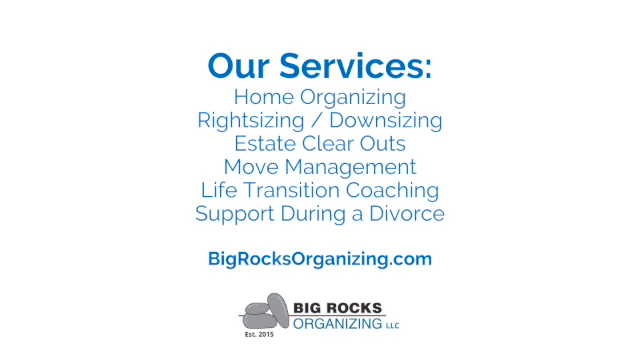 Our Services:
Home Organizing
Rightsizing / Downsizing
Estate Clear Outs
Move Management
Life Transition Coaching
Support During a Divorce
BigRocksOrganizing.com
BIG ROCKS
ORGANIZING LLC
Est. 2015